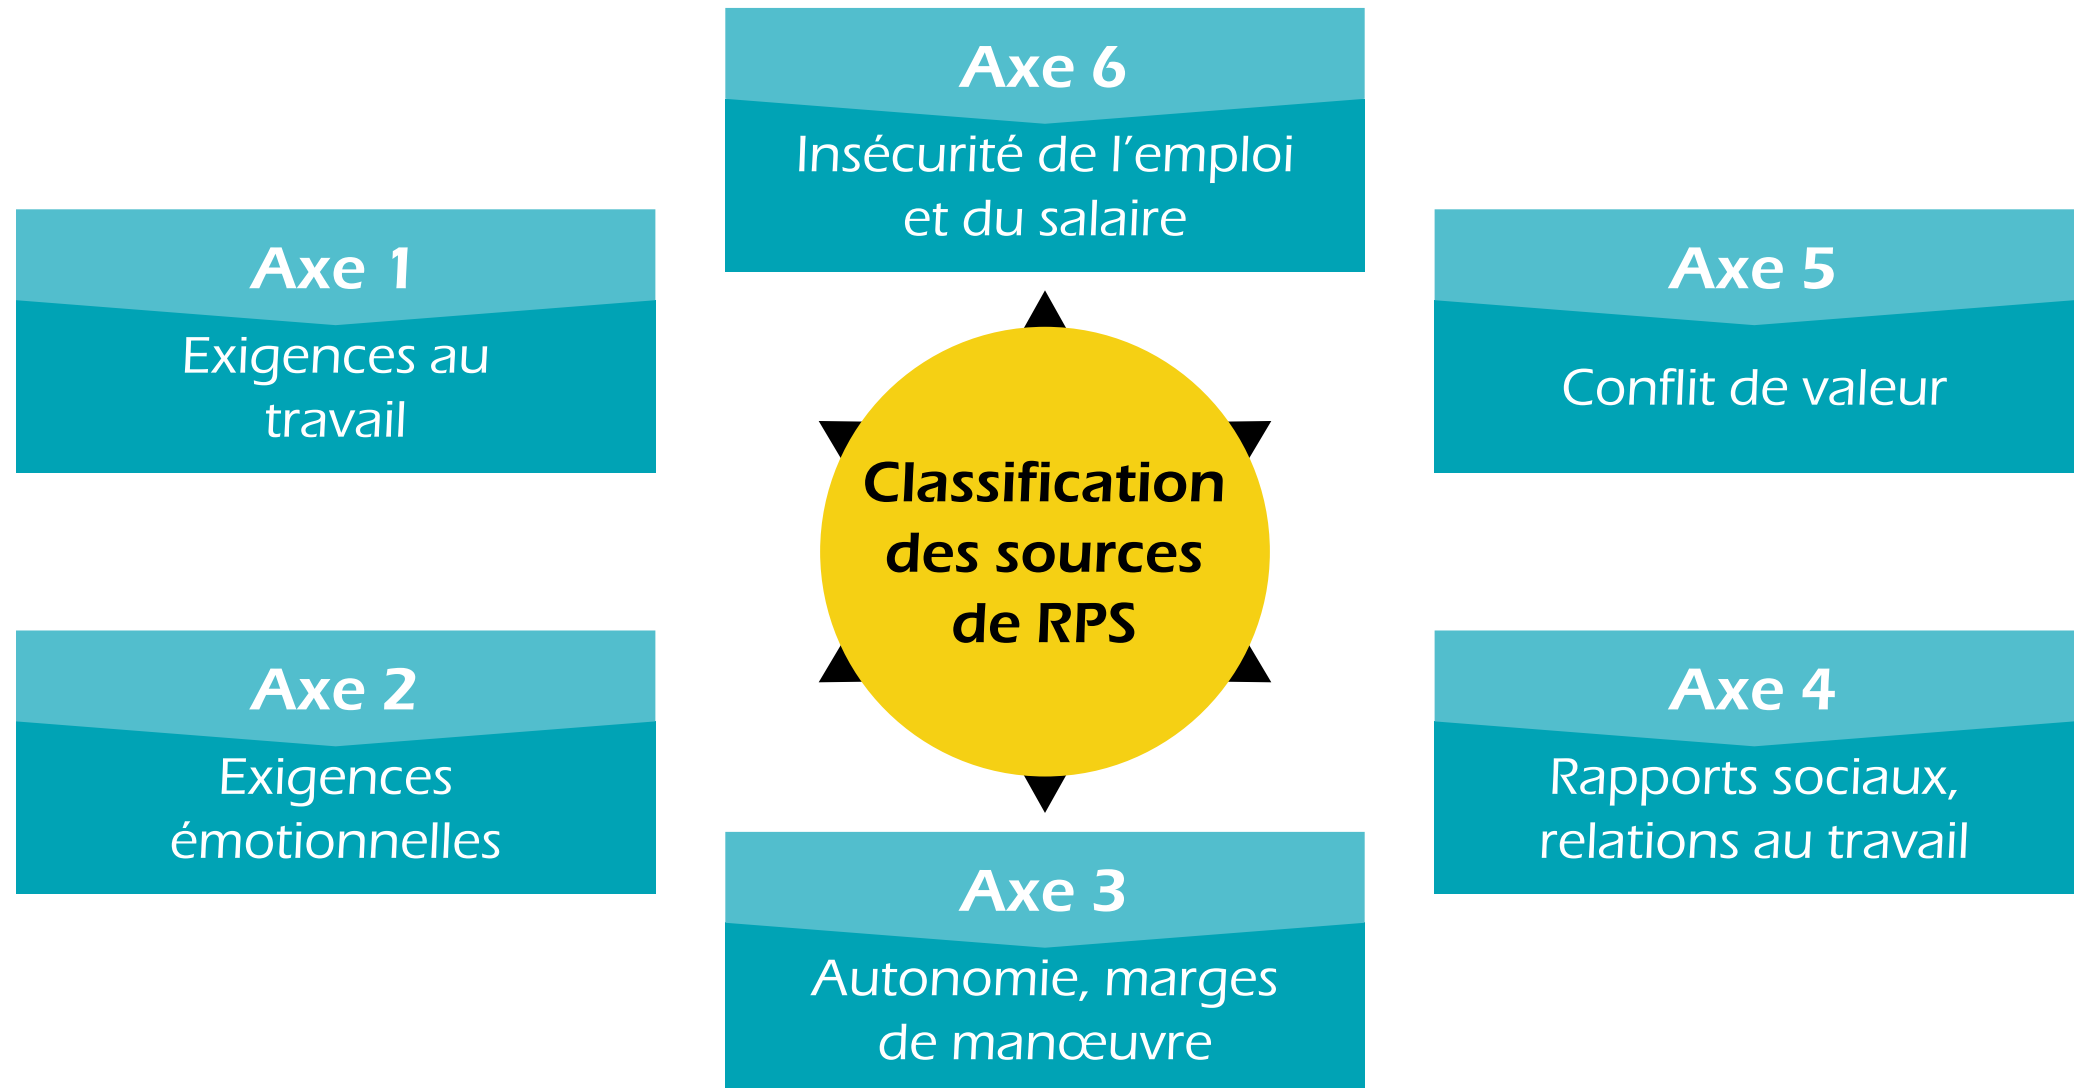 Axe 6
Insécurité de l’emploi
et du salaire
Axe 1
Exigences au
travail
Axe 5
Conflit de valeur
Classification
des sources
de RPS
Axe 2
Exigences
émotionnelles
Axe 4
Rapports sociaux,
relations au travail
Axe 3
Autonomie, marges
de manœuvre